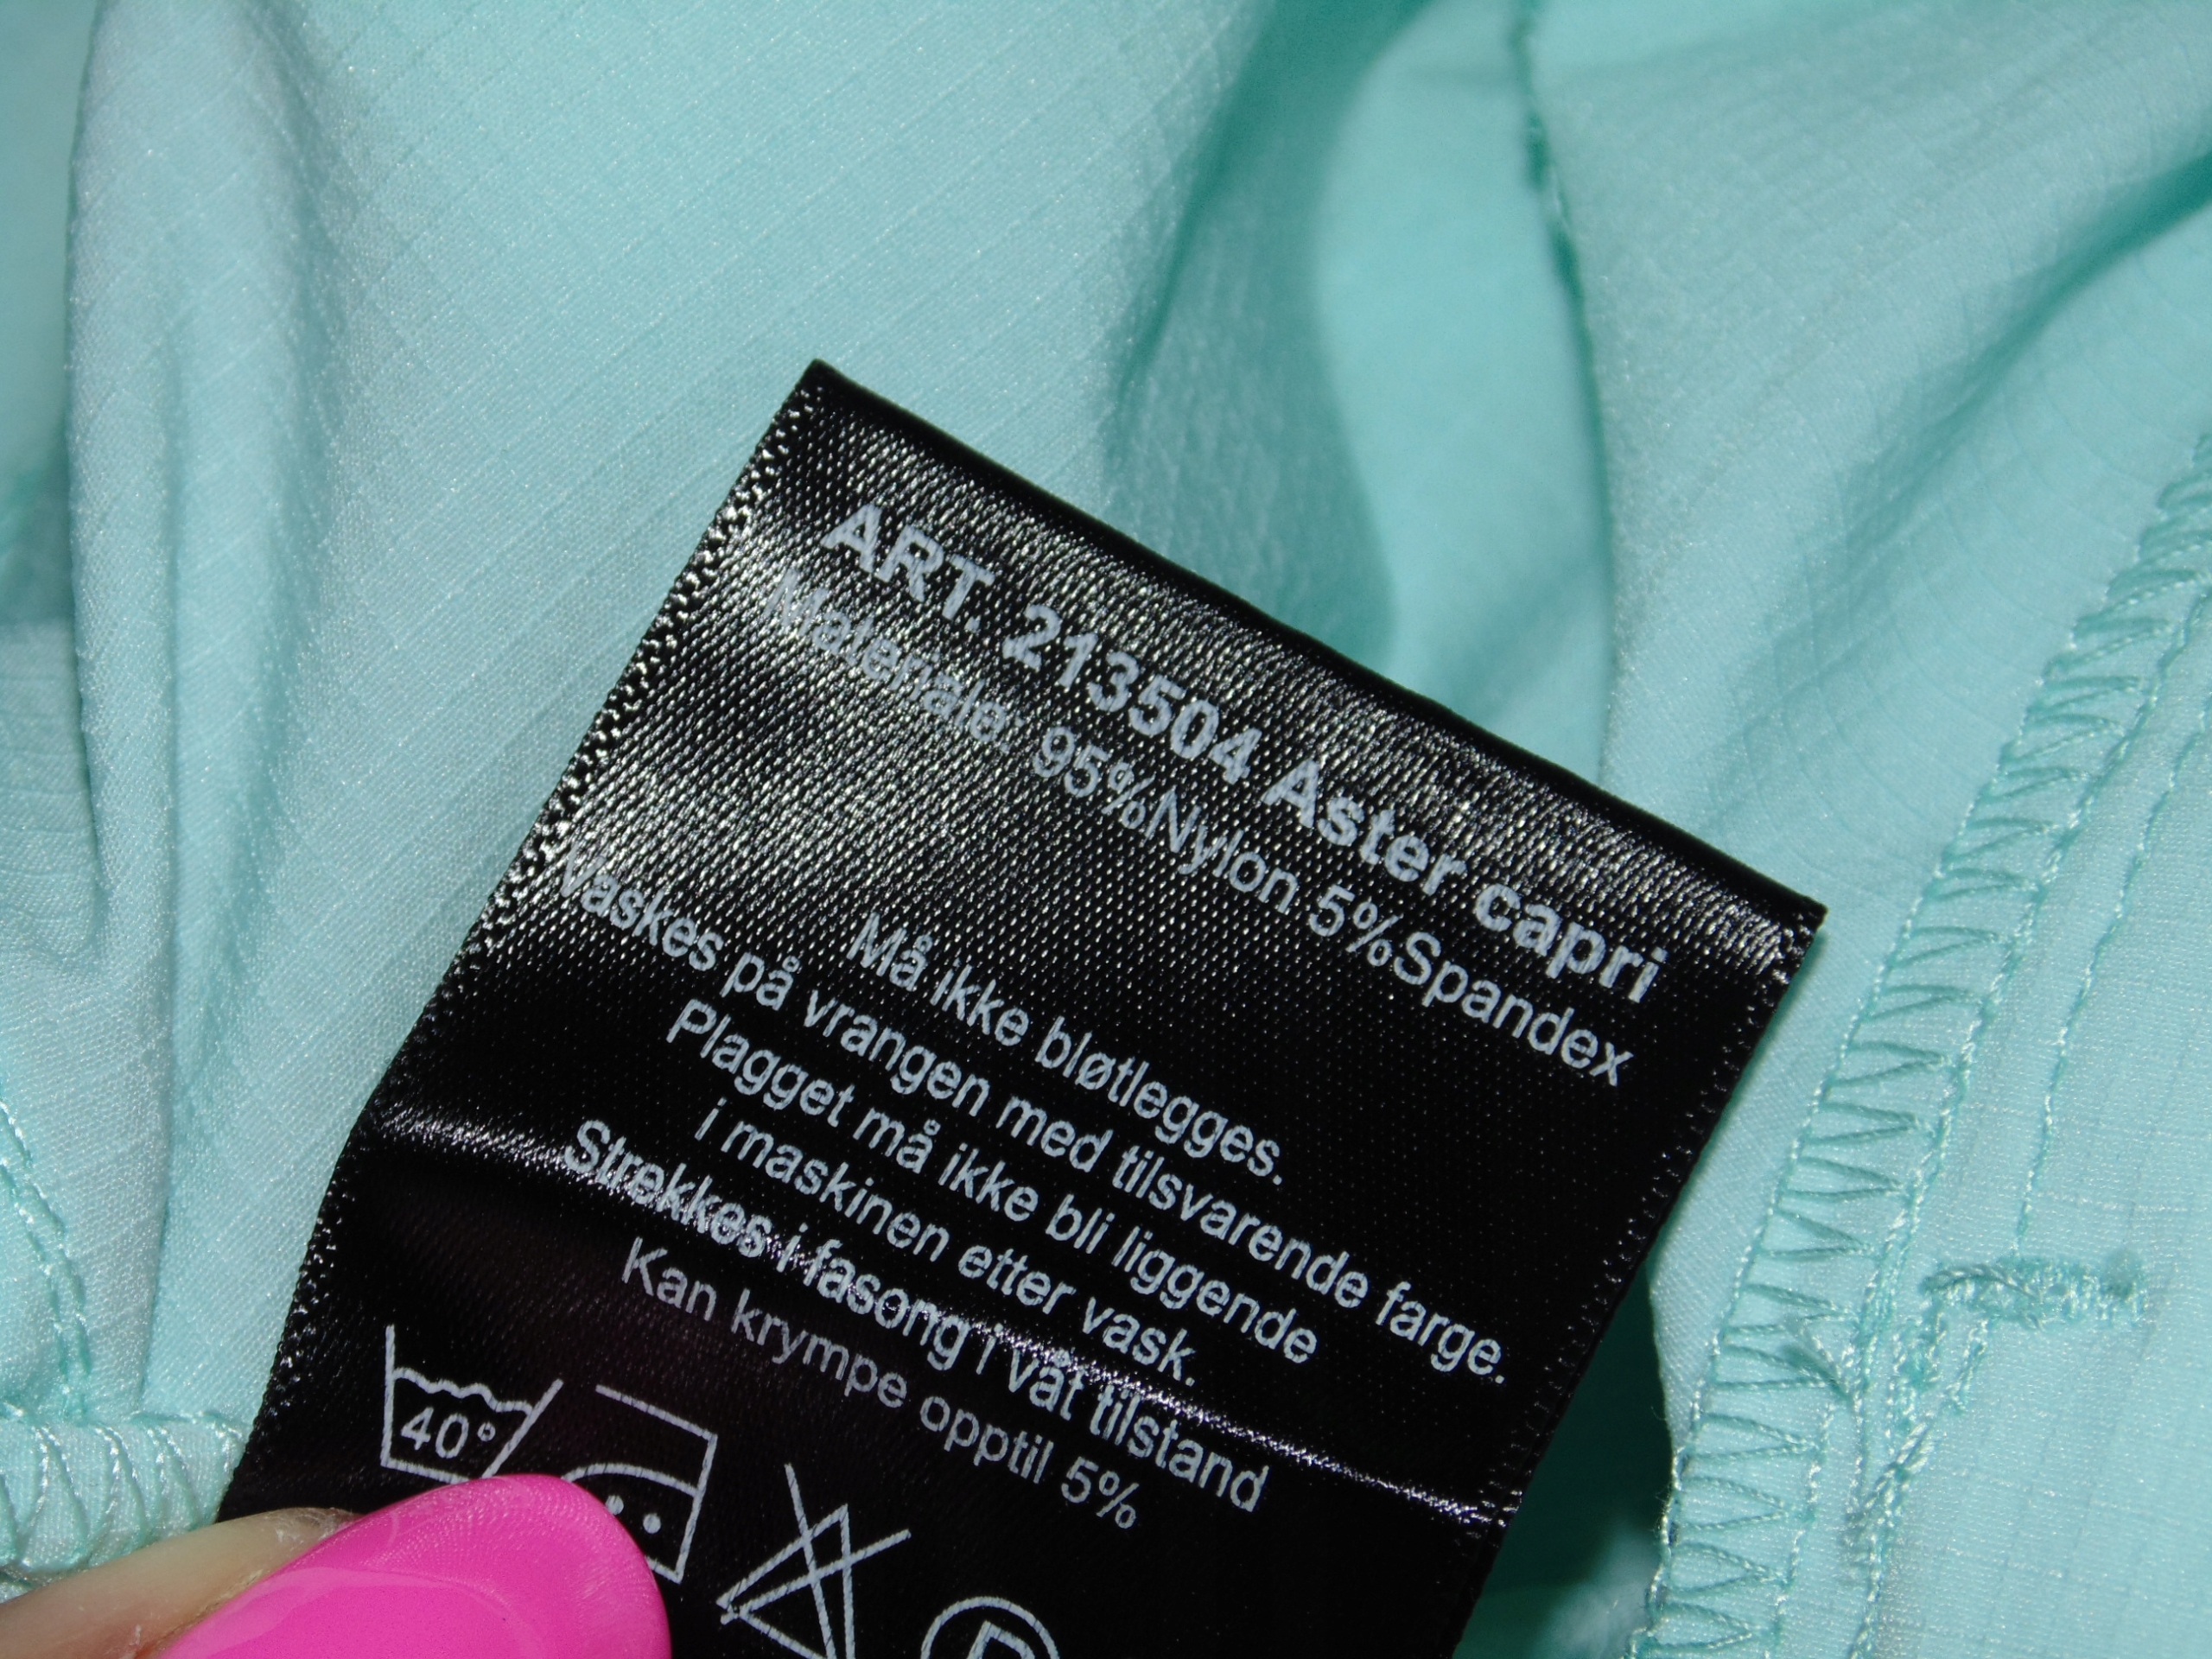 ART. 213504 Aster capri
Materiale: 95%Nylon 5%Spandex
Må ikke bløtlegges.
Vaskes på vrangen med tilsvarende farge.
Plagget må ikke bli liggende
i maskinen etter vask.
Strekkes i fasong i våt tilstand
Kan krympe opptil 5%
40°
P